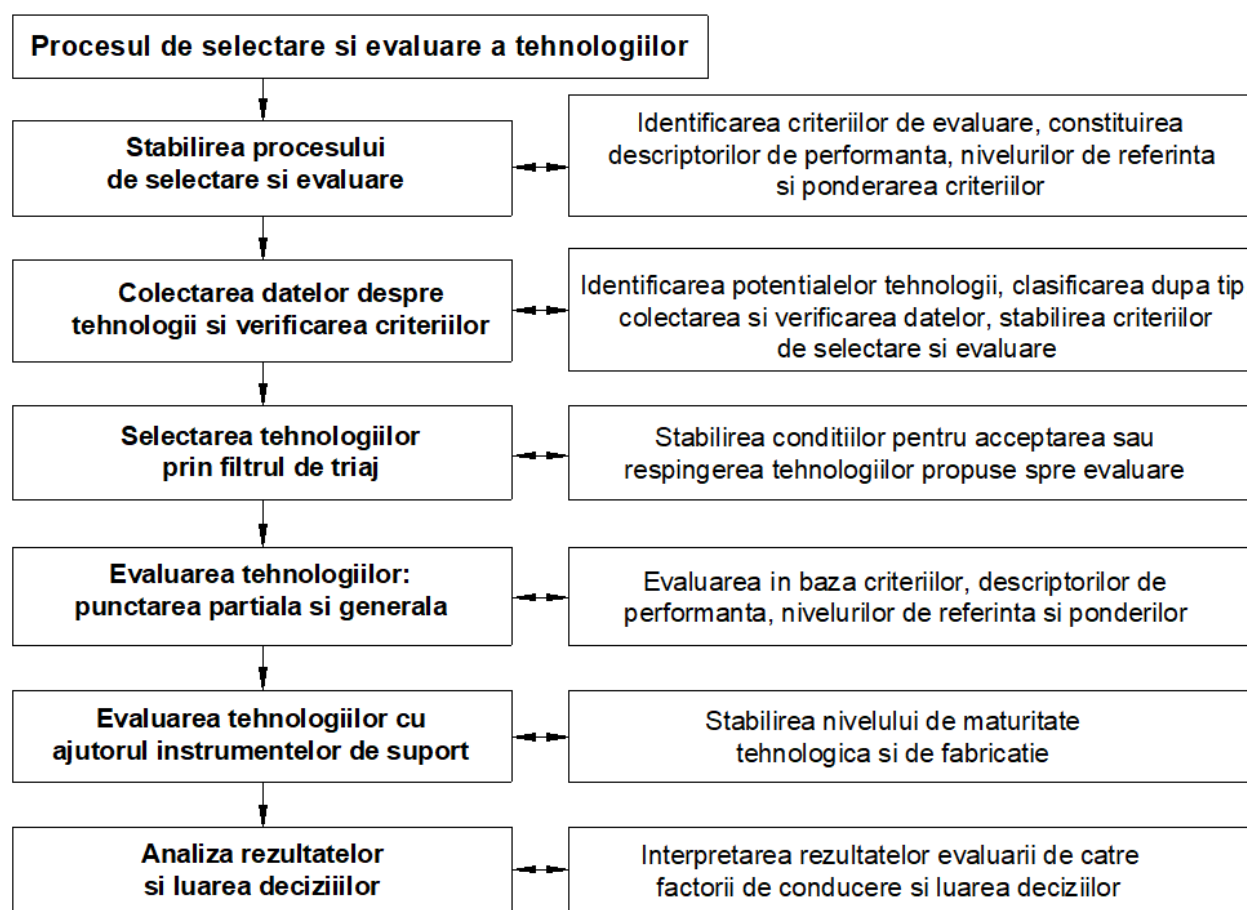 Procesul de selectare si evaluare a tehnologiilor
Stabilirea procesului
de selectare si evaluare
Identificarea criteriilor de evaluare, constituirea
descriptorilor de performanta, nivelurilor de referinta
si ponderarea criteriilor
Colectarea datelor despre
tehnologii si verificarea criteriilor
Identificarea potentialelor tehnologii, clasificarea dupa tip
colectarea si verificarea datelor, stabilirea criteriilor
de selectare si evaluare
Selectarea tehnologiilor
prin filtrul de triaj
Stabilirea conditiilor pentru acceptarea sau
respingerea tehnologiilor propuse spre evaluare
Evaluarea tehnologiilor:
punctarea partiala si generala
Evaluarea in baza criteriilor, descriptorilor de
performanta, nivelurilor de referinta si ponderilor
Evaluarea tehnologiilor cu
ajutorul instrumentelor de suport
Stabilirea nivelului de maturitate
tehnologica si de fabricatie
Analiza rezultatelor
si luarea deciziiilor
Interpretarea rezultatelor evaluarii de catre
factorii de conducere si luarea deciziilor